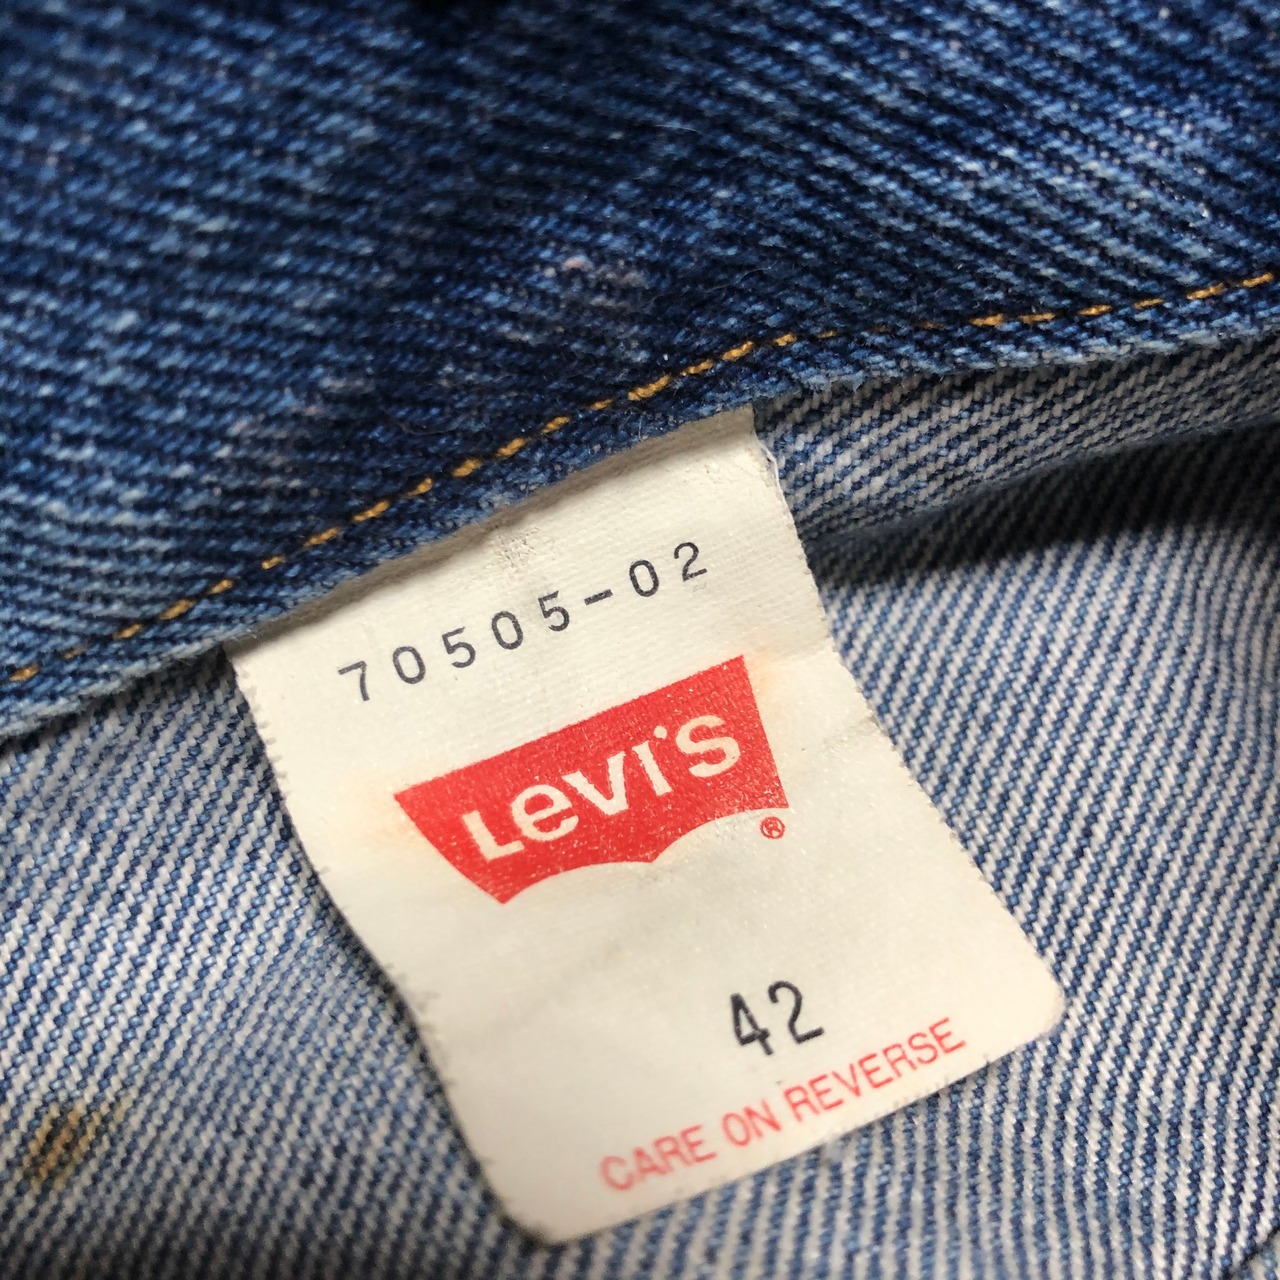 70505-02
LeVI'S
®
42
CARE ON REVERSE